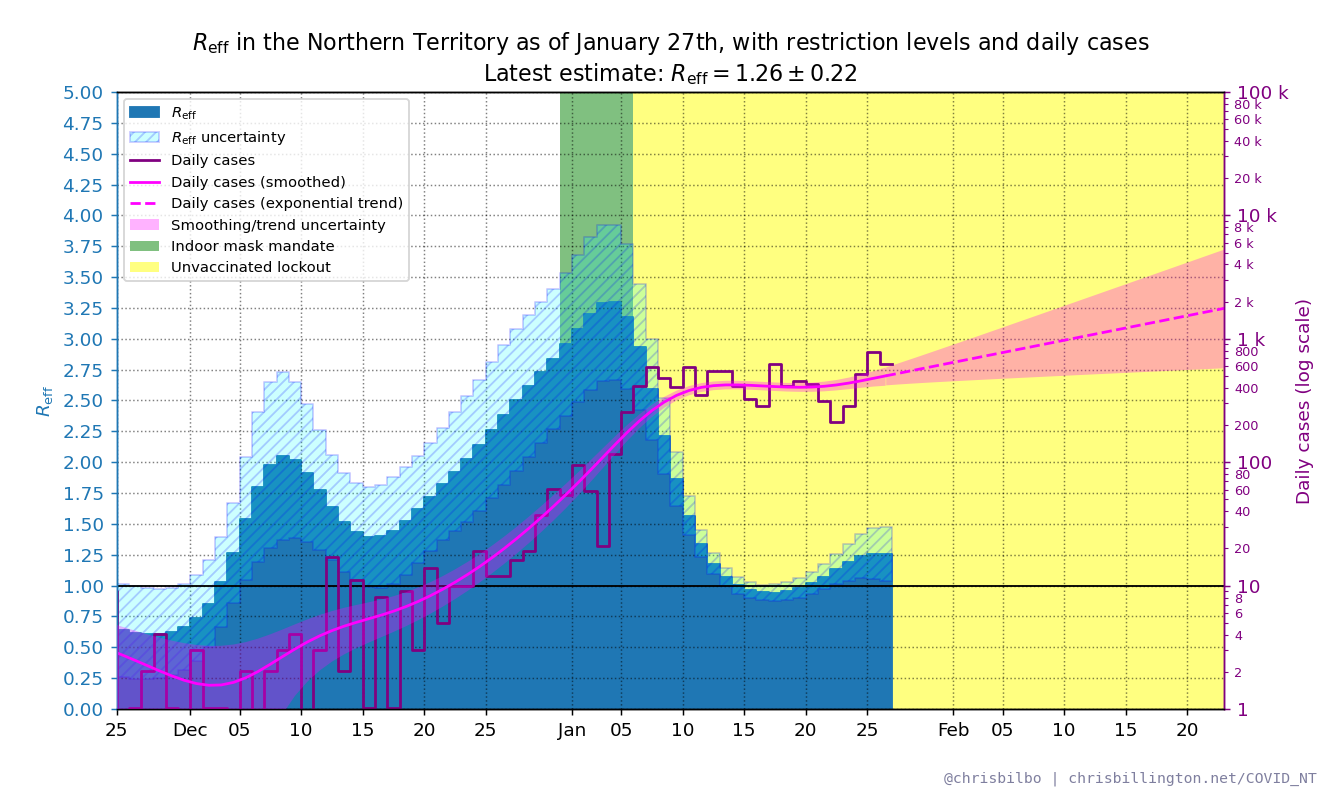 R_eff in the Northern Territory as of January 27th, with restriction levels and daily cases
Latest estimate: R_eff = 1.26 ± 0.22
R_eff
R_eff uncertainty
Daily cases
Daily cases (smoothed)
Daily cases (exponential trend)
Smoothing/trend uncertainty
Indoor mask mandate
Unvaccinated lockout
R_eff
5.00
4.75
4.50
4.25
4.00
3.75
3.50
3.25
3.00
2.75
2.50
2.25
2.00
1.75
1.50
1.25
1.00
0.75
0.50
0.25
0.00
100 k
80 k
60 k
40 k
20 k
10 k
8 k
6 k
4 k
2 k
1 k
800
600
400
200
100
80
60
40
20
10
8
6
4
2
1
Daily cases (log scale)
25 Dec 05 10 15 20 25 Jan 05 10 15 20 25 Feb 05 10 15 20
@chrisbilbo | chrisbillington.net/COVID_NT